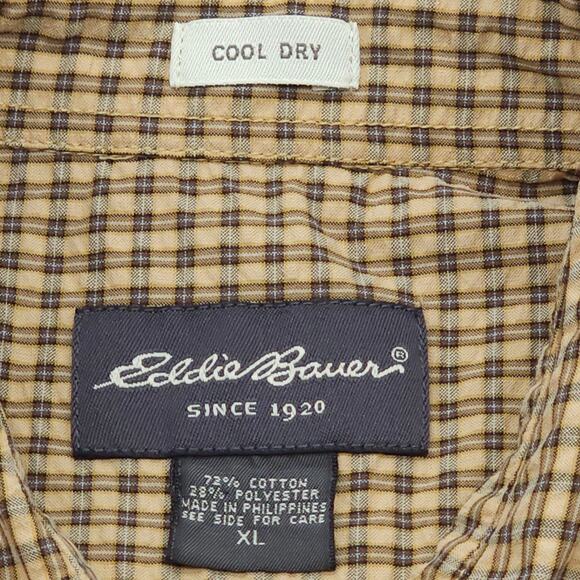 COOL DRY
Eddie Bauer®
SINCE 1920
72% COTTON
28% POLYESTER
MADE IN PHILIPPINES
SEE SIDE FOR CARE
XL